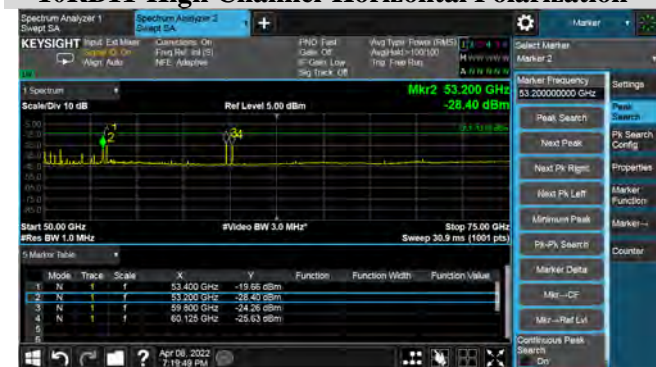 Spectrum Analyzer 1
Swept SA
Spectrum Analyzer 2
Swept SA
+
Marker
KEYSIGHT
Input: Ext Mixer
Signal ID: On
Align: Auto
Corrections: On
Freq Ref: Int (S)
NFE: Adaptive
PNO: Fast
Gate: Off
IF Gain: Low
Sig Track: Off
Avg Type: Power (RMS)
Avg|Hold: >100/100
Trig: Free Run
Select Marker
Marker 2
Marker Frequency
53.200000000 GHz
Settings
1 Spectrum
Scale/Div 10 dB
Ref Level 5.00 dBm
Mkr2 53.200 GHz
-28.40 dBm
Peak Search
Next Peak
Next Pk Right
Next Pk Left
Minimum Peak
Pk-Pk Search
Marker Delta
Mkr→CF
Mkr→Ref Lvl
Continuous Peak Search
On
Peak Search
Pk Search Config
Properties
Marker Function
Marker→
Counter
Start 50.00 GHz
#Res BW 1.0 MHz
#Video BW 3.0 MHz*
Stop 75.00 GHz
Sweep 30.9 ms (1001 pts)
5 Marker Table
Mode Trace Scale X Y Function Function Width Function Value
1 N 1 f 53.400 GHz -19.66 dBm
2 N 1 f 53.200 GHz -28.40 dBm
3 N 1 f 59.800 GHz -24.26 dBm
4 N 1 f 60.125 GHz -25.63 dBm
5
6
?
Apr 08, 2022
7:19:49 PM